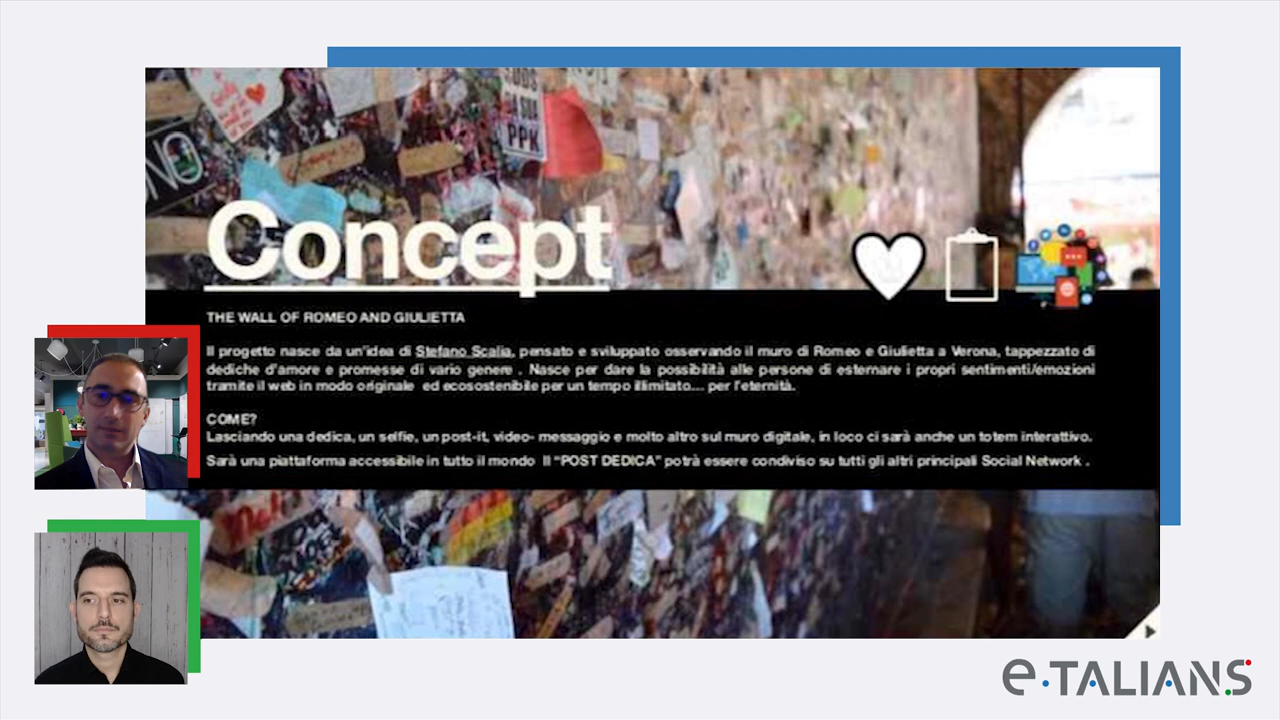 SUA
PPK
NO
Concept
THE WALL OF ROMEO AND GIULIETTA
Il progetto nasce da un'idea di Stefano Scalia, pensato e sviluppato osservando il muro di Romeo e Giulietta a Verona, tappezzato di
dediche d'amore e promesse di vario genere . Nasce per dare la possibilità alle persone di esternare i propri sentimenti/emozioni
tramite il web in modo originale ed ecosostenibile per un tempo illimitato... per l'eternità.
COME?
Lasciando una dedica, un selfie, un post-it, video- messaggio e molto altro sul muro digitale, in loco ci sarà anche un totem interattivo.
Sarà una piattaforma accessibile in tutto il mondo Il "POST DEDICA" potrà essere condiviso su tutti gli altri principali Social Network .
e·TALIANS